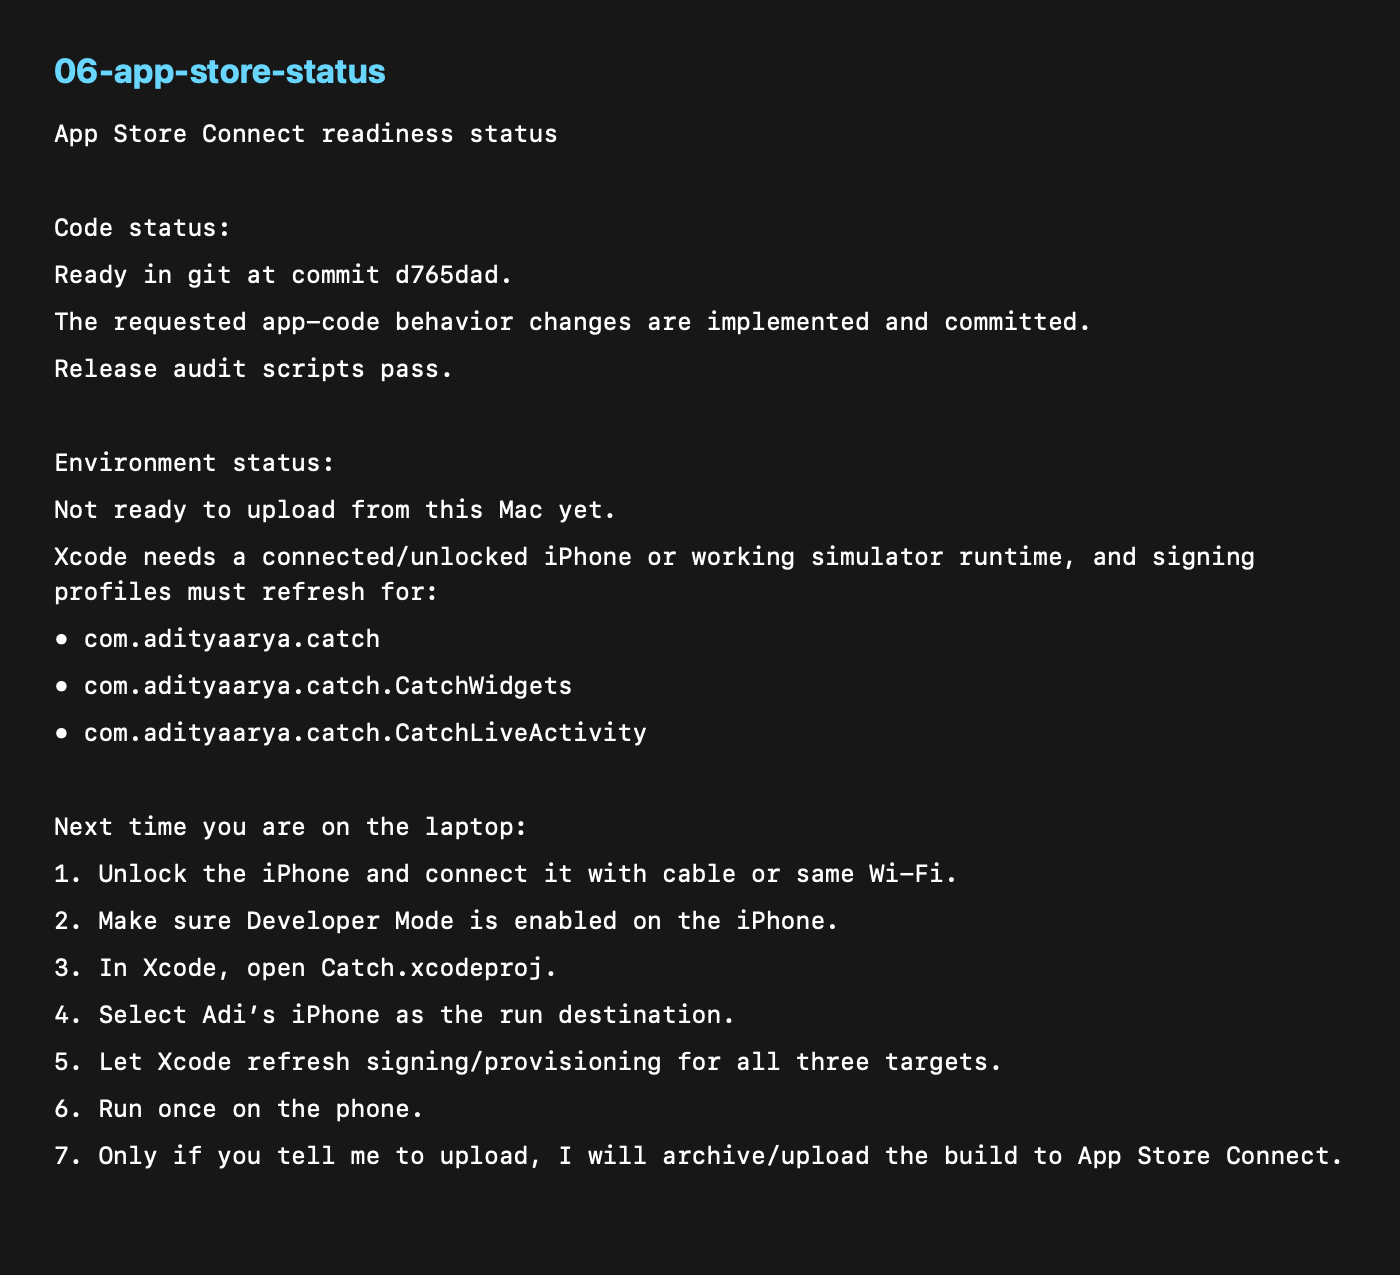 06-app-store-status
App Store Connect readiness status
Code status:
Ready in git at commit d765dad.
The requested app-code behavior changes are implemented and committed.
Release audit scripts pass.
Environment status:
Not ready to upload from this Mac yet.
Xcode needs a connected/unlocked iPhone or working simulator runtime, and signing
profiles must refresh for:
• com.adityaarya.catch
• com.adityaarya.catch.CatchWidgets
• com.adityaarya.catch.CatchLiveActivity
Next time you are on the laptop:
1. Unlock the iPhone and connect it with cable or same Wi-Fi.
2. Make sure Developer Mode is enabled on the iPhone.
3. In Xcode, open Catch.xcodeproj.
4. Select Adi’s iPhone as the run destination.
5. Let Xcode refresh signing/provisioning for all three targets.
6. Run once on the phone.
7. Only if you tell me to upload, I will archive/upload the build to App Store Connect.